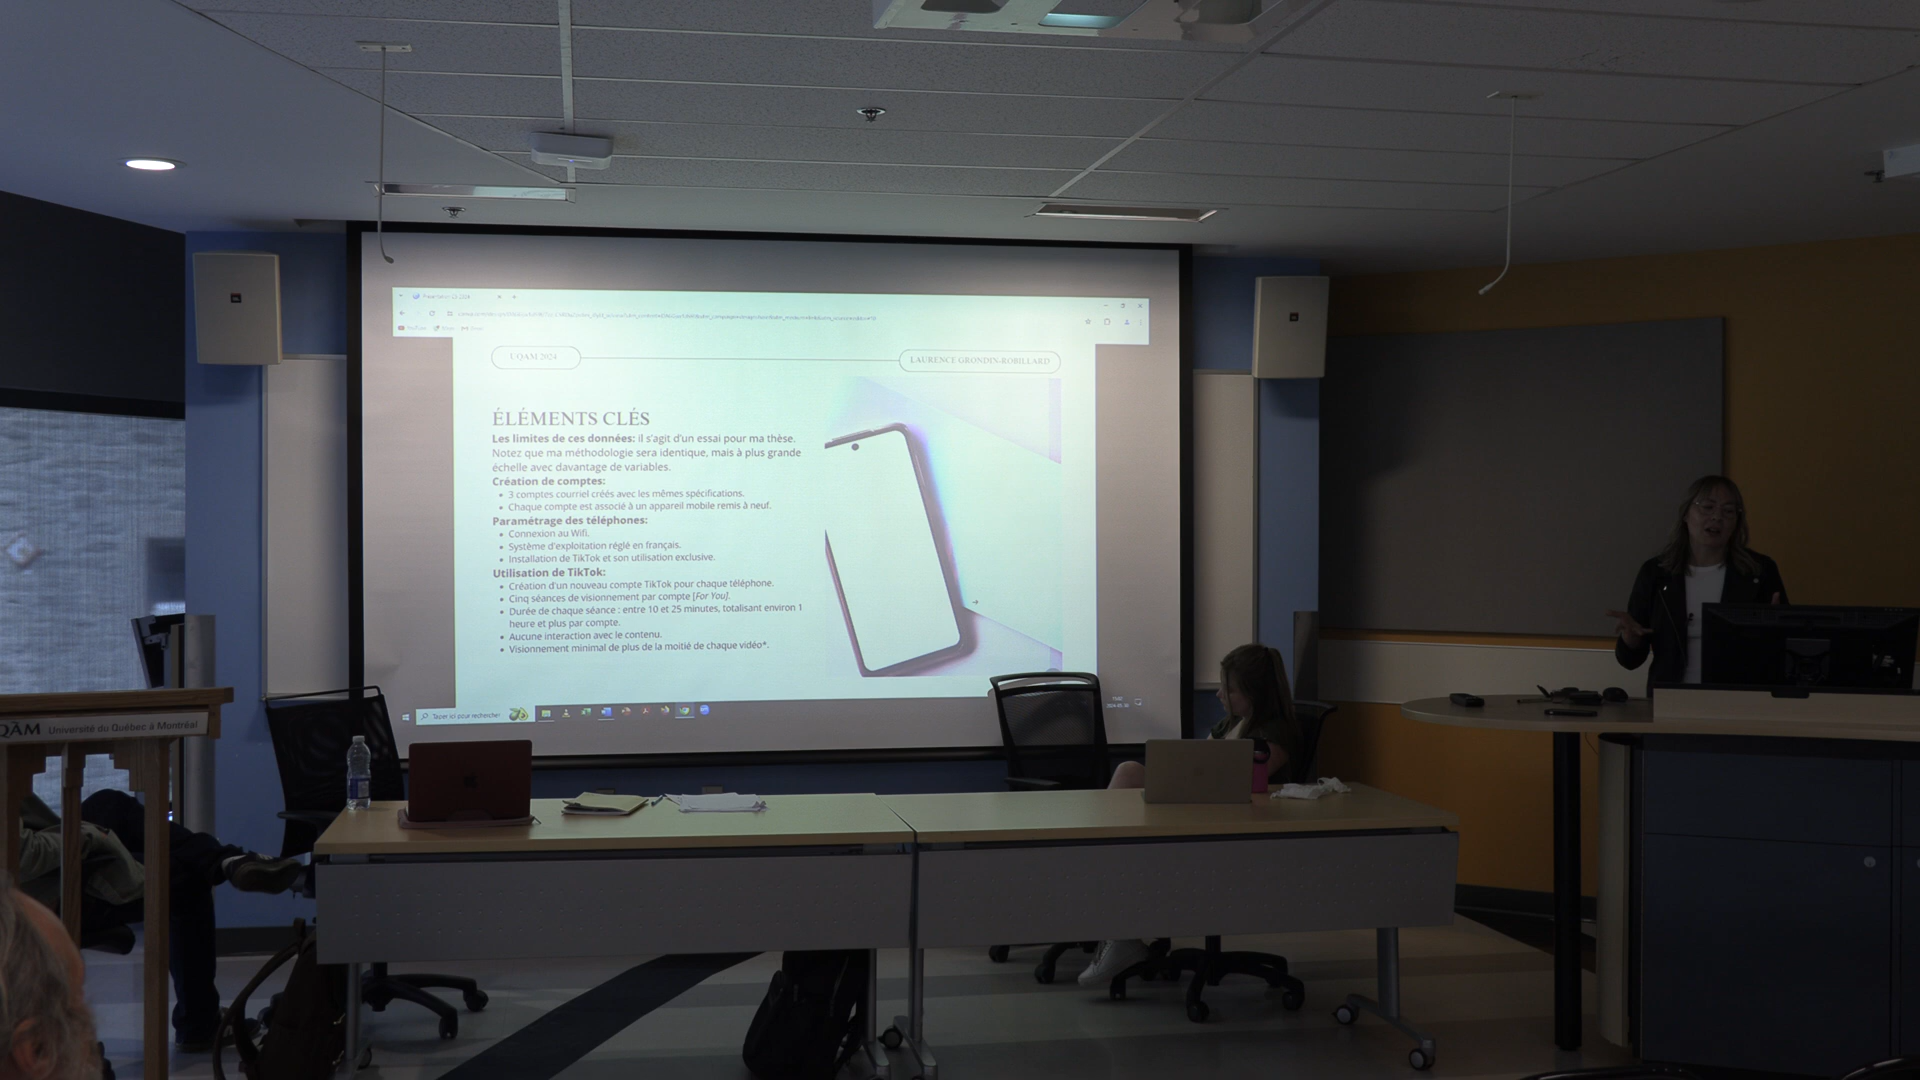 Présentation
UQAM 2024
LAURENCE GRONDIN-ROBILLARD
ÉLÉMENTS CLÉS
Les limites de ces données: il s'agit d'un essai pour ma thèse.
Notez que ma méthodologie sera identique, mais à plus grande
échelle avec davantage de variables.
Création de comptes:
• 3 comptes courriel créés avec les mêmes spécifications.
• Chaque compte est associé à un appareil mobile remis à neuf.
Paramétrage des téléphones:
• Connexion au Wifi.
• Système d'exploitation réglé en français.
• Installation de TikTok et son utilisation exclusive.
Utilisation de TikTok:
• Création d'un nouveau compte TikTok pour chaque téléphone.
• Cinq séances de visionnement par compte [For You].
• Durée de chaque séance : entre 10 et 25 minutes, totalisant environ 1
heure et plus par compte.
• Aucune interaction avec le contenu.
• Visionnement minimal de plus de la moitié de chaque vidéo*.
Taper ici pour rechercher
UQÀM Université du Québec à Montréal